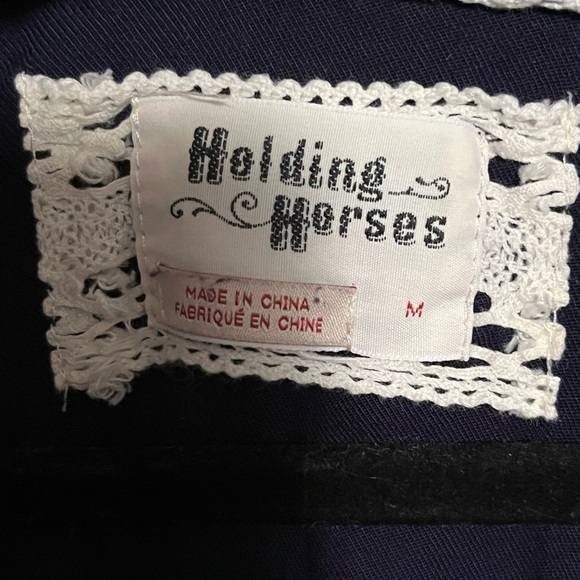 Holding
Horses
MADE IN CHINA
FABRIQUÉ EN CHINE
M